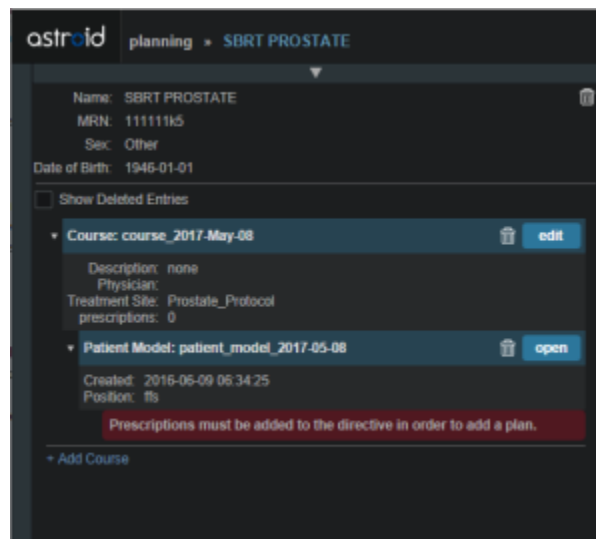 astroid planning » SBRT PROSTATE
Name: SBRT PROSTATE
MRN: 111111k5
Sex: Other
Date of Birth: 1946-01-01
Show Deleted Entries
Course: course_2017-May-08 edit
Description: none
Physician:
Treatment Site: Prostate_Protocol
prescriptions: 0
Patient Model: patient_model_2017-05-08 open
Created: 2016-06-09 06:34:25
Position: ffs
Prescriptions must be added to the directive in order to add a plan.
+ Add Course